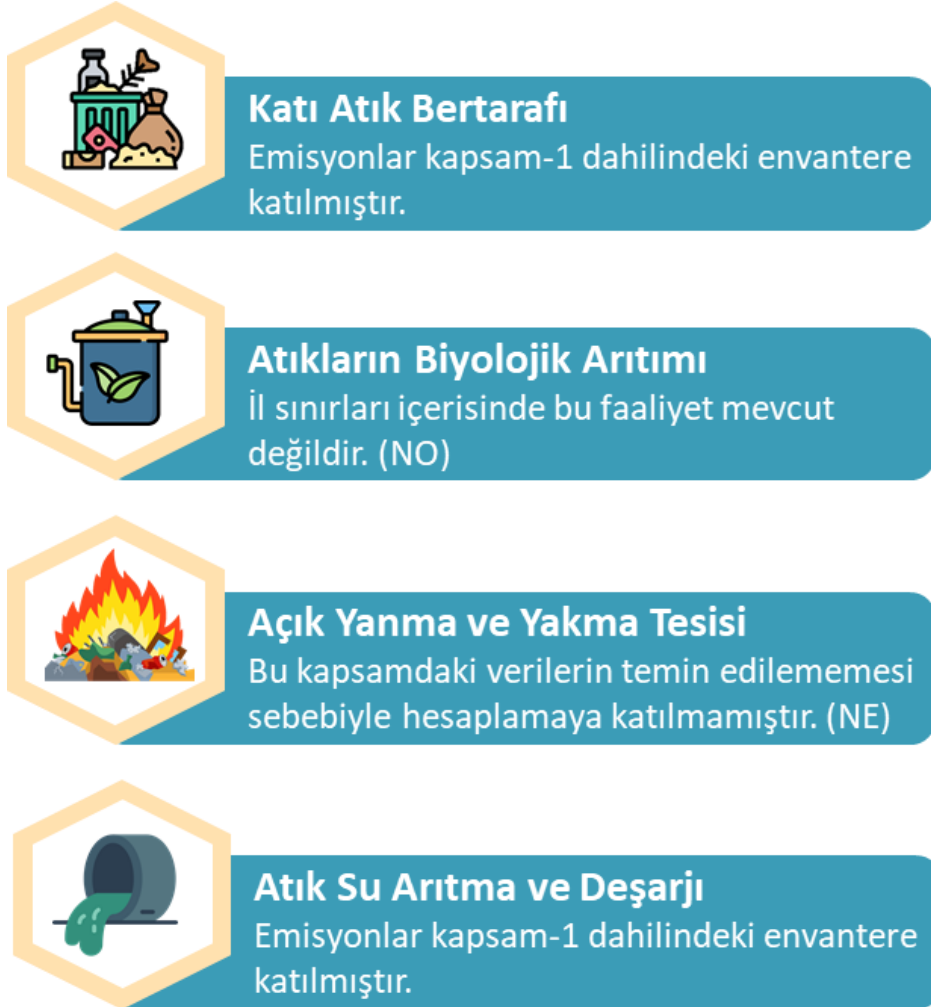 Katı Atık Bertarafı
Emisyonlar kapsam-1 dahilindeki envantere
katılmıştır.
Atıkların Biyolojik Arıtımı
İl sınırları içerisinde bu faaliyet mevcut
değildir. (NO)
Açık Yanma ve Yakma Tesisi
Bu kapsamdaki verilerin temin edilememesi
sebebiyle hesaplamaya katılmamıştır. (NE)
Atık Su Arıtma ve Deşarjı
Emisyonlar kapsam-1 dahilindeki envantere
katılmıştır.